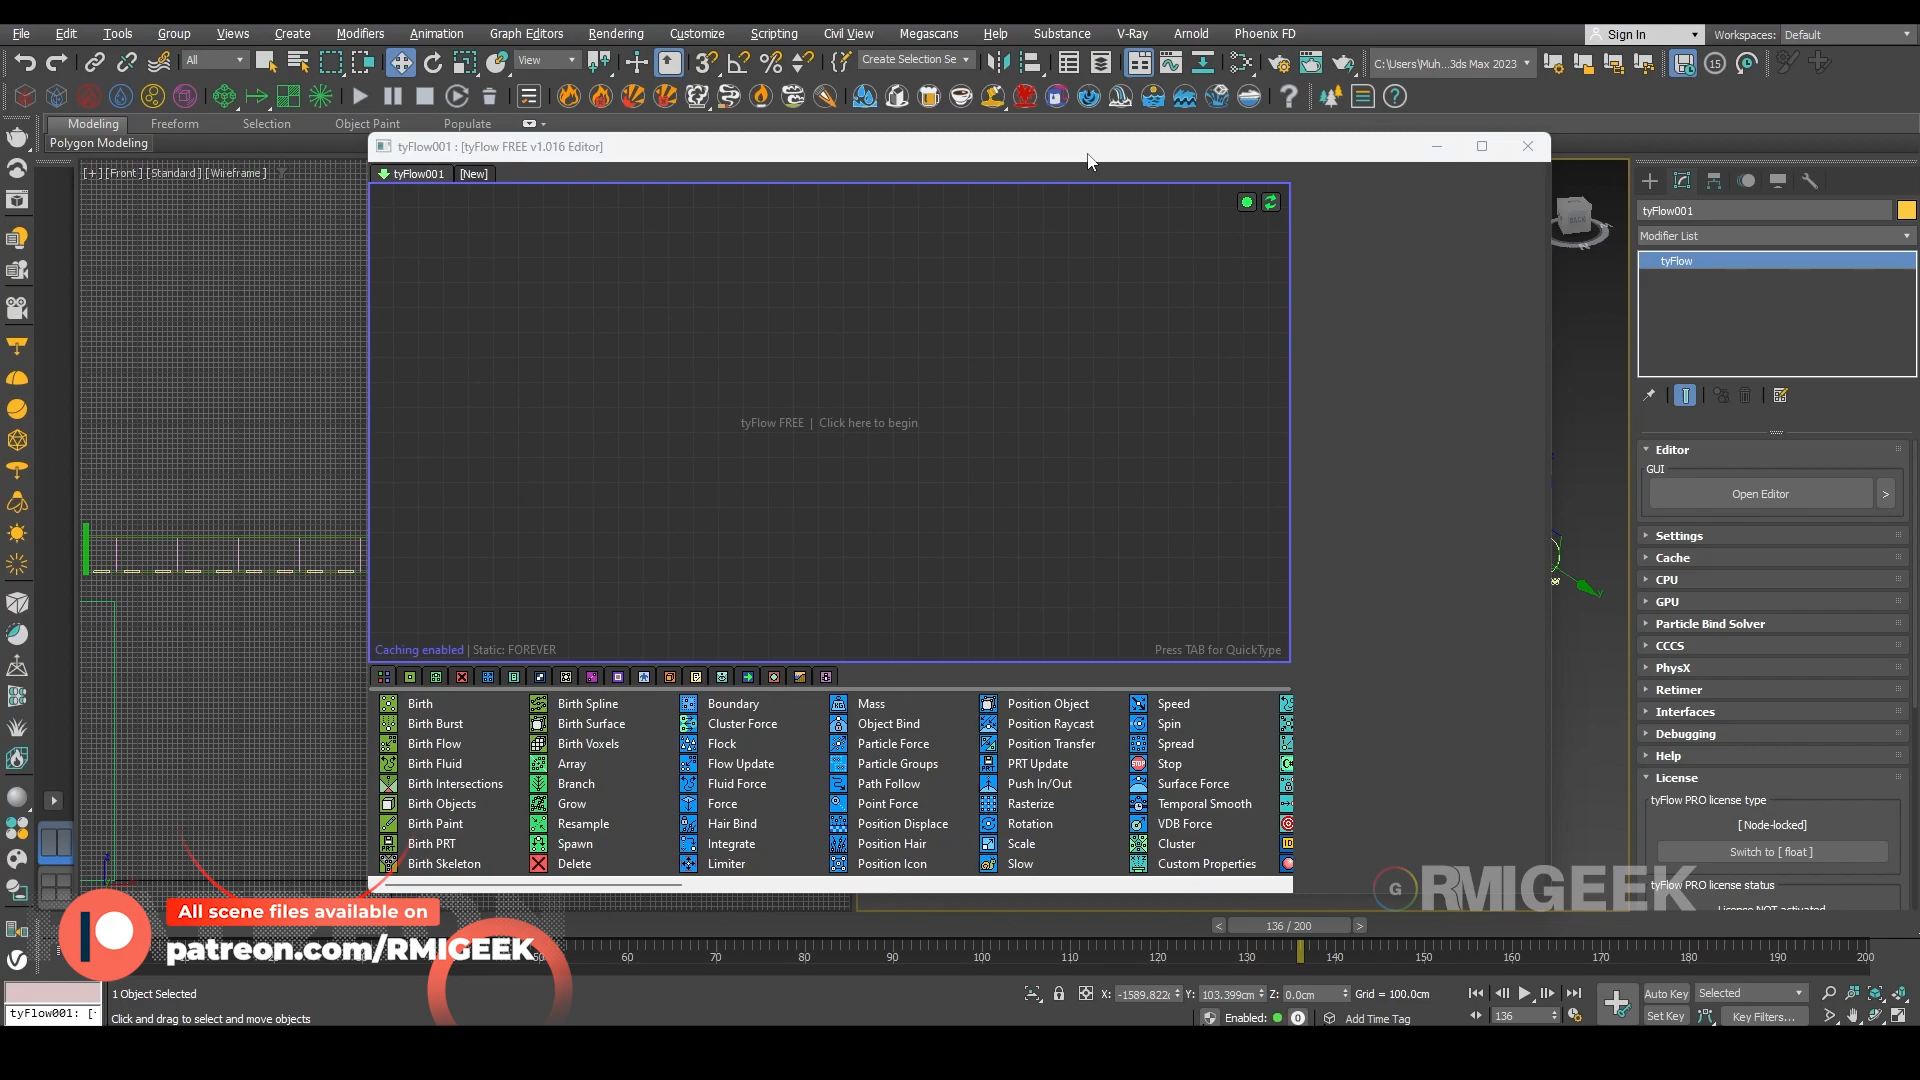 File Edit Tools Group Views Create Modifiers Animation Graph Editors Rendering Customize Scripting Civil View Megascans Help Substance V-Ray Arnold Phoenix FD Sign In Workspaces: Default
All View Create Selection Se C:\Users\Muh...3ds Max 2023 15
Modeling Freeform Selection Object Paint Populate
Polygon Modeling
tyFlow001 : [tyFlow FREE v1.016 Editor]
[+] [Front] [Standard] [Wireframe]
tyFlow001 [New]
BACK
tyFlow FREE | Click here to begin
Caching enabled | Static: FOREVER
Press TAB for QuickType
Birth Birth Spline Boundary Mass Position Object Speed
Birth Burst Birth Surface Cluster Force Object Bind Position Raycast Spin
Birth Flow Birth Voxels Flock Particle Force Position Transfer Spread
Birth Fluid Array Flow Update Particle Groups PRT Update Stop
Birth Intersections Branch Fluid Force Path Follow Push In/Out Surface Force
Birth Objects Grow Force Point Force Rasterize Temporal Smooth
Birth Paint Resample Hair Bind Position Displace Rotation VDB Force
Birth PRT Spawn Integrate Position Hair Scale Cluster
Birth Skeleton Delete Limiter Position Icon Slow Custom Properties
tyFlow001
Modifier List
tyFlow
Editor
GUI
Open Editor >
Settings
Cache
CPU
GPU
Particle Bind Solver
CCCS
PhysX
Retimer
Interfaces
Debugging
Help
License
tyFlow PRO license type
[ Node-locked]
Switch to [ float ]
tyFlow PRO license status
License NOT activated
RMIGEEK
All scene files available on
patreon.com/RMIGEEK
< 136 / 200 >
50 60 70 80 90 100 110 120 130 140 150 160 170 180 190 200
1 Object Selected
X: -1589.822c Y: 103.399cm Z: 0.0cm Grid = 100.0cm
Auto Key Selected
tyFlow001: [-
Click and drag to select and move objects
Enabled: 0 Add Time Tag
136
Set Key Key Filters...